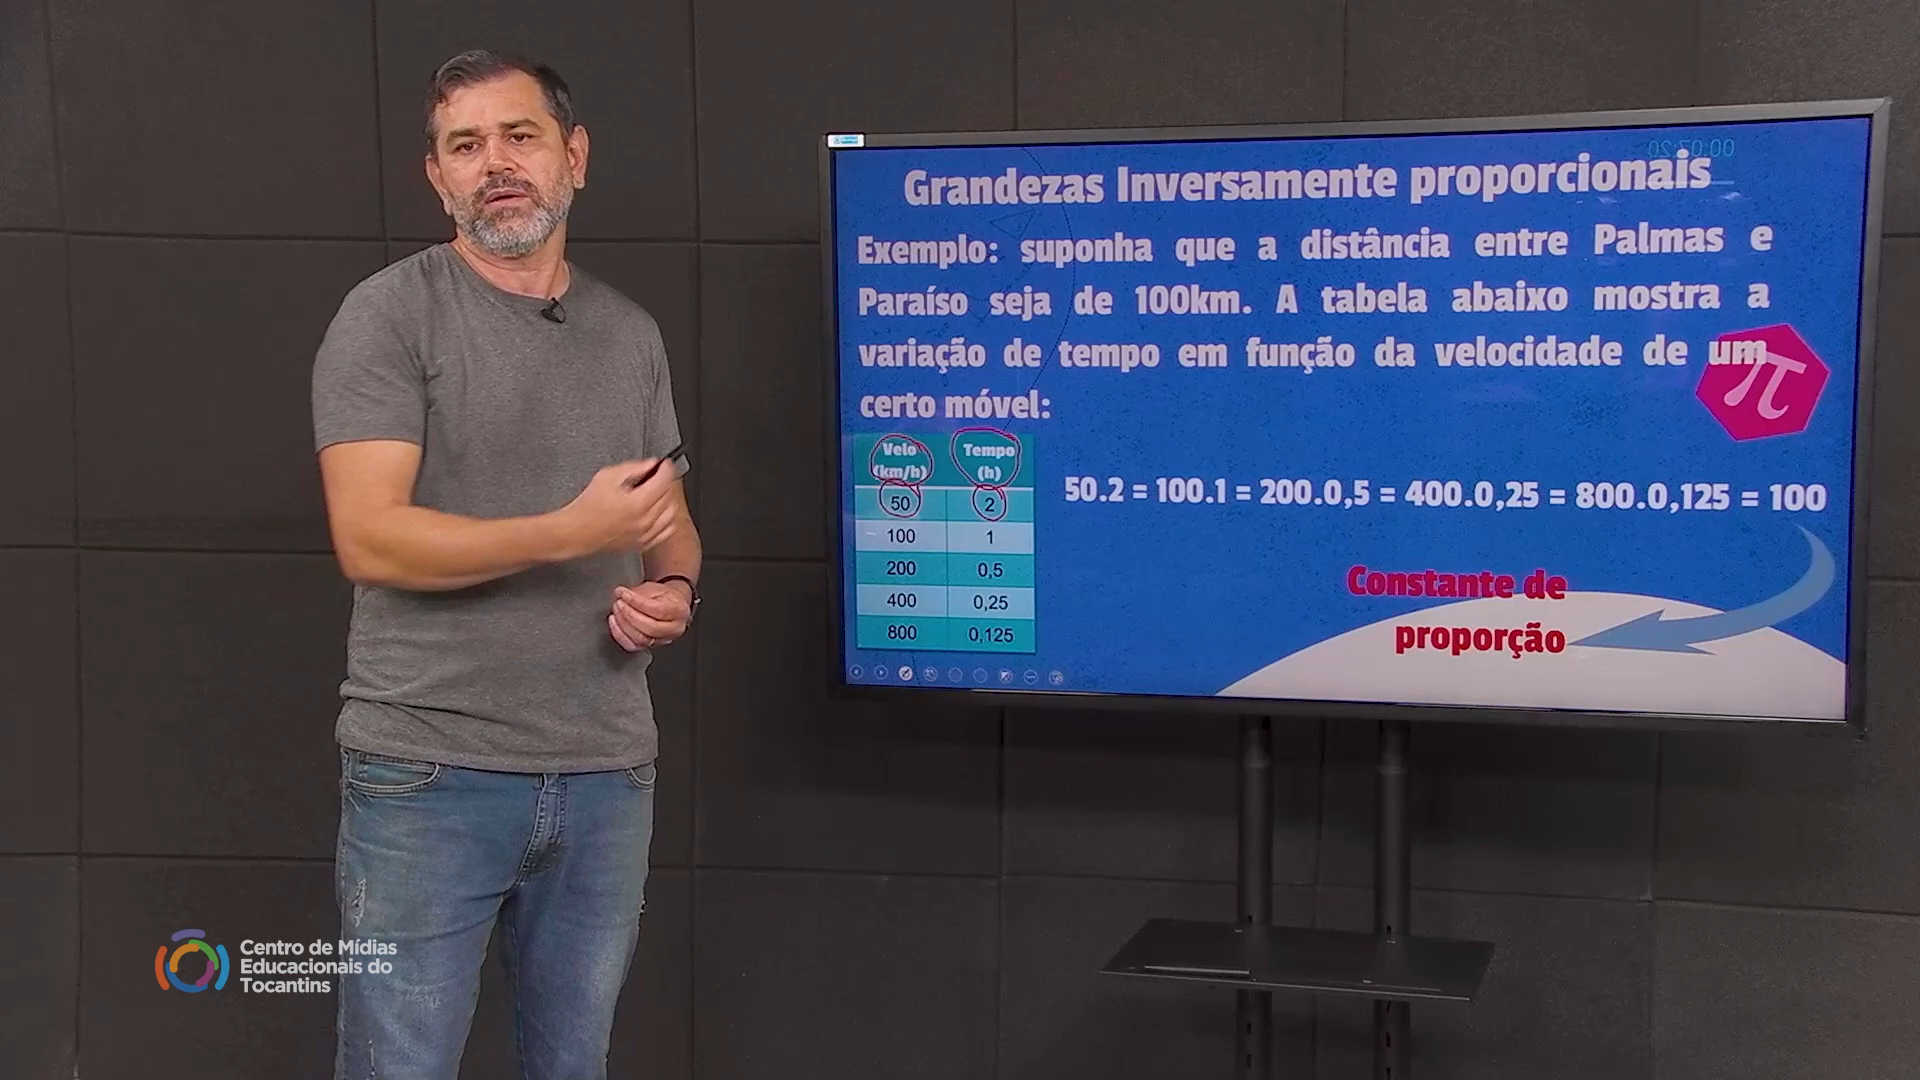 00:07:20
Grandezas Inversamente proporcionais
Exemplo: suponha que a distância entre Palmas e
Paraíso seja de 100km. A tabela abaixo mostra a
variação de tempo em função da velocidade de um
certo móvel:
π
Velo (km/h) Tempo (h)
50 2
100 1
200 0,5
400 0,25
800 0,125
50.2 = 100.1 = 200.0,5 = 400.0,25 = 800.0,125 = 100
Constante de
proporção
Centro de Mídias
Educacionais do
Tocantins